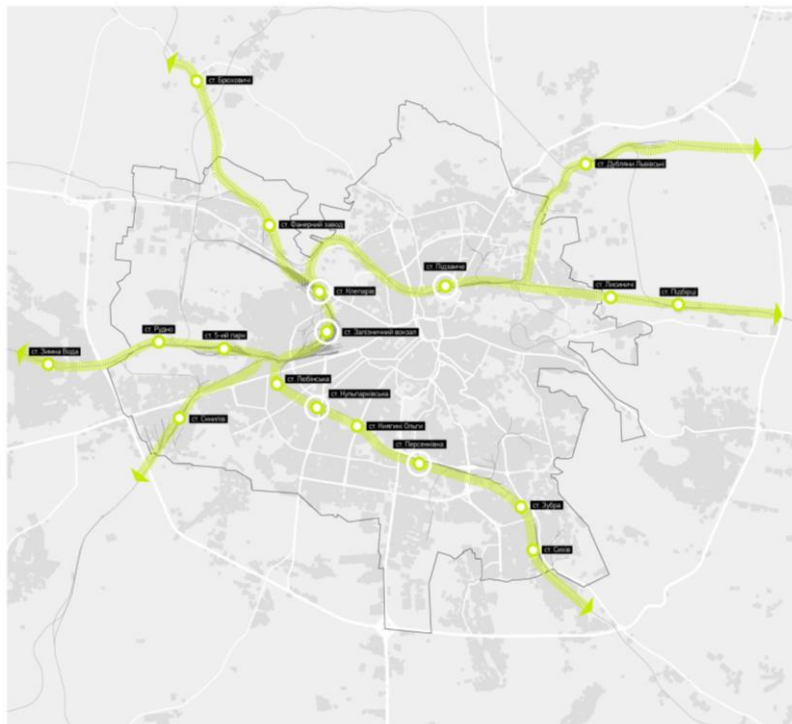 ст. Брюховичі
ст. Дубляни Львівські
ст. Фанерний завод
ст. Підзамче
ст. Клепарів
ст. Лисиничі
ст. Підбірці
ст. Залізничний вокзал
ст. Рудно
ст. 5-ий парк
ст. Зимна Вода
ст. Любінська
ст. Кульпарківська
ст. Скнилів
ст. Княгині Ольги
ст. Персенківка
ст. Зубра
ст. Сихів